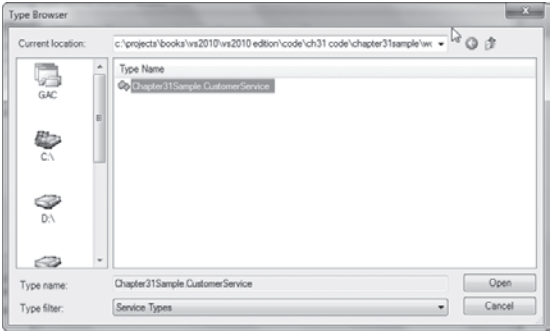 Type Browser
x
Current location:
c:\projects\books\vs2010\vs2010 edition\code\ch31 code\chapter31sample\wc
GAC
C:\
D:\
Type Name
Chapter31Sample.CustomerService
Type name:
Chapter31Sample.CustomerService
Open
Type filter:
Service Types
Cancel